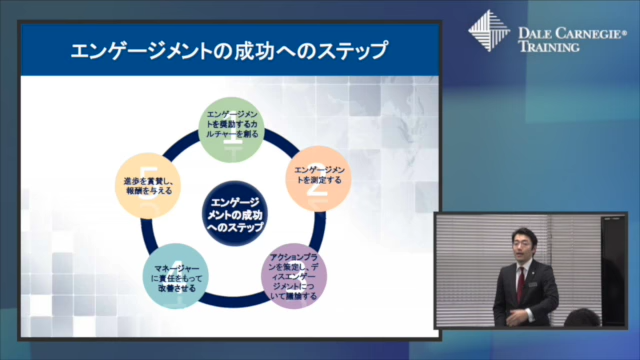 エンゲージメントの成功へのステップ
DALE CARNEGIE®
TRAINING
1
エンゲージメン
トを奨励するカ
ルチャーを創る
2
エンゲージメン
トを測定する
3
アクションプラ
ンを策定し、デ
ィスエンゲー
ジメントにつ
いて議論する
4
マネージャー
に責任をもって
改善させる
5
進歩を賞賛し、
報酬を与える
エンゲージ
メントの成功
へのステップ